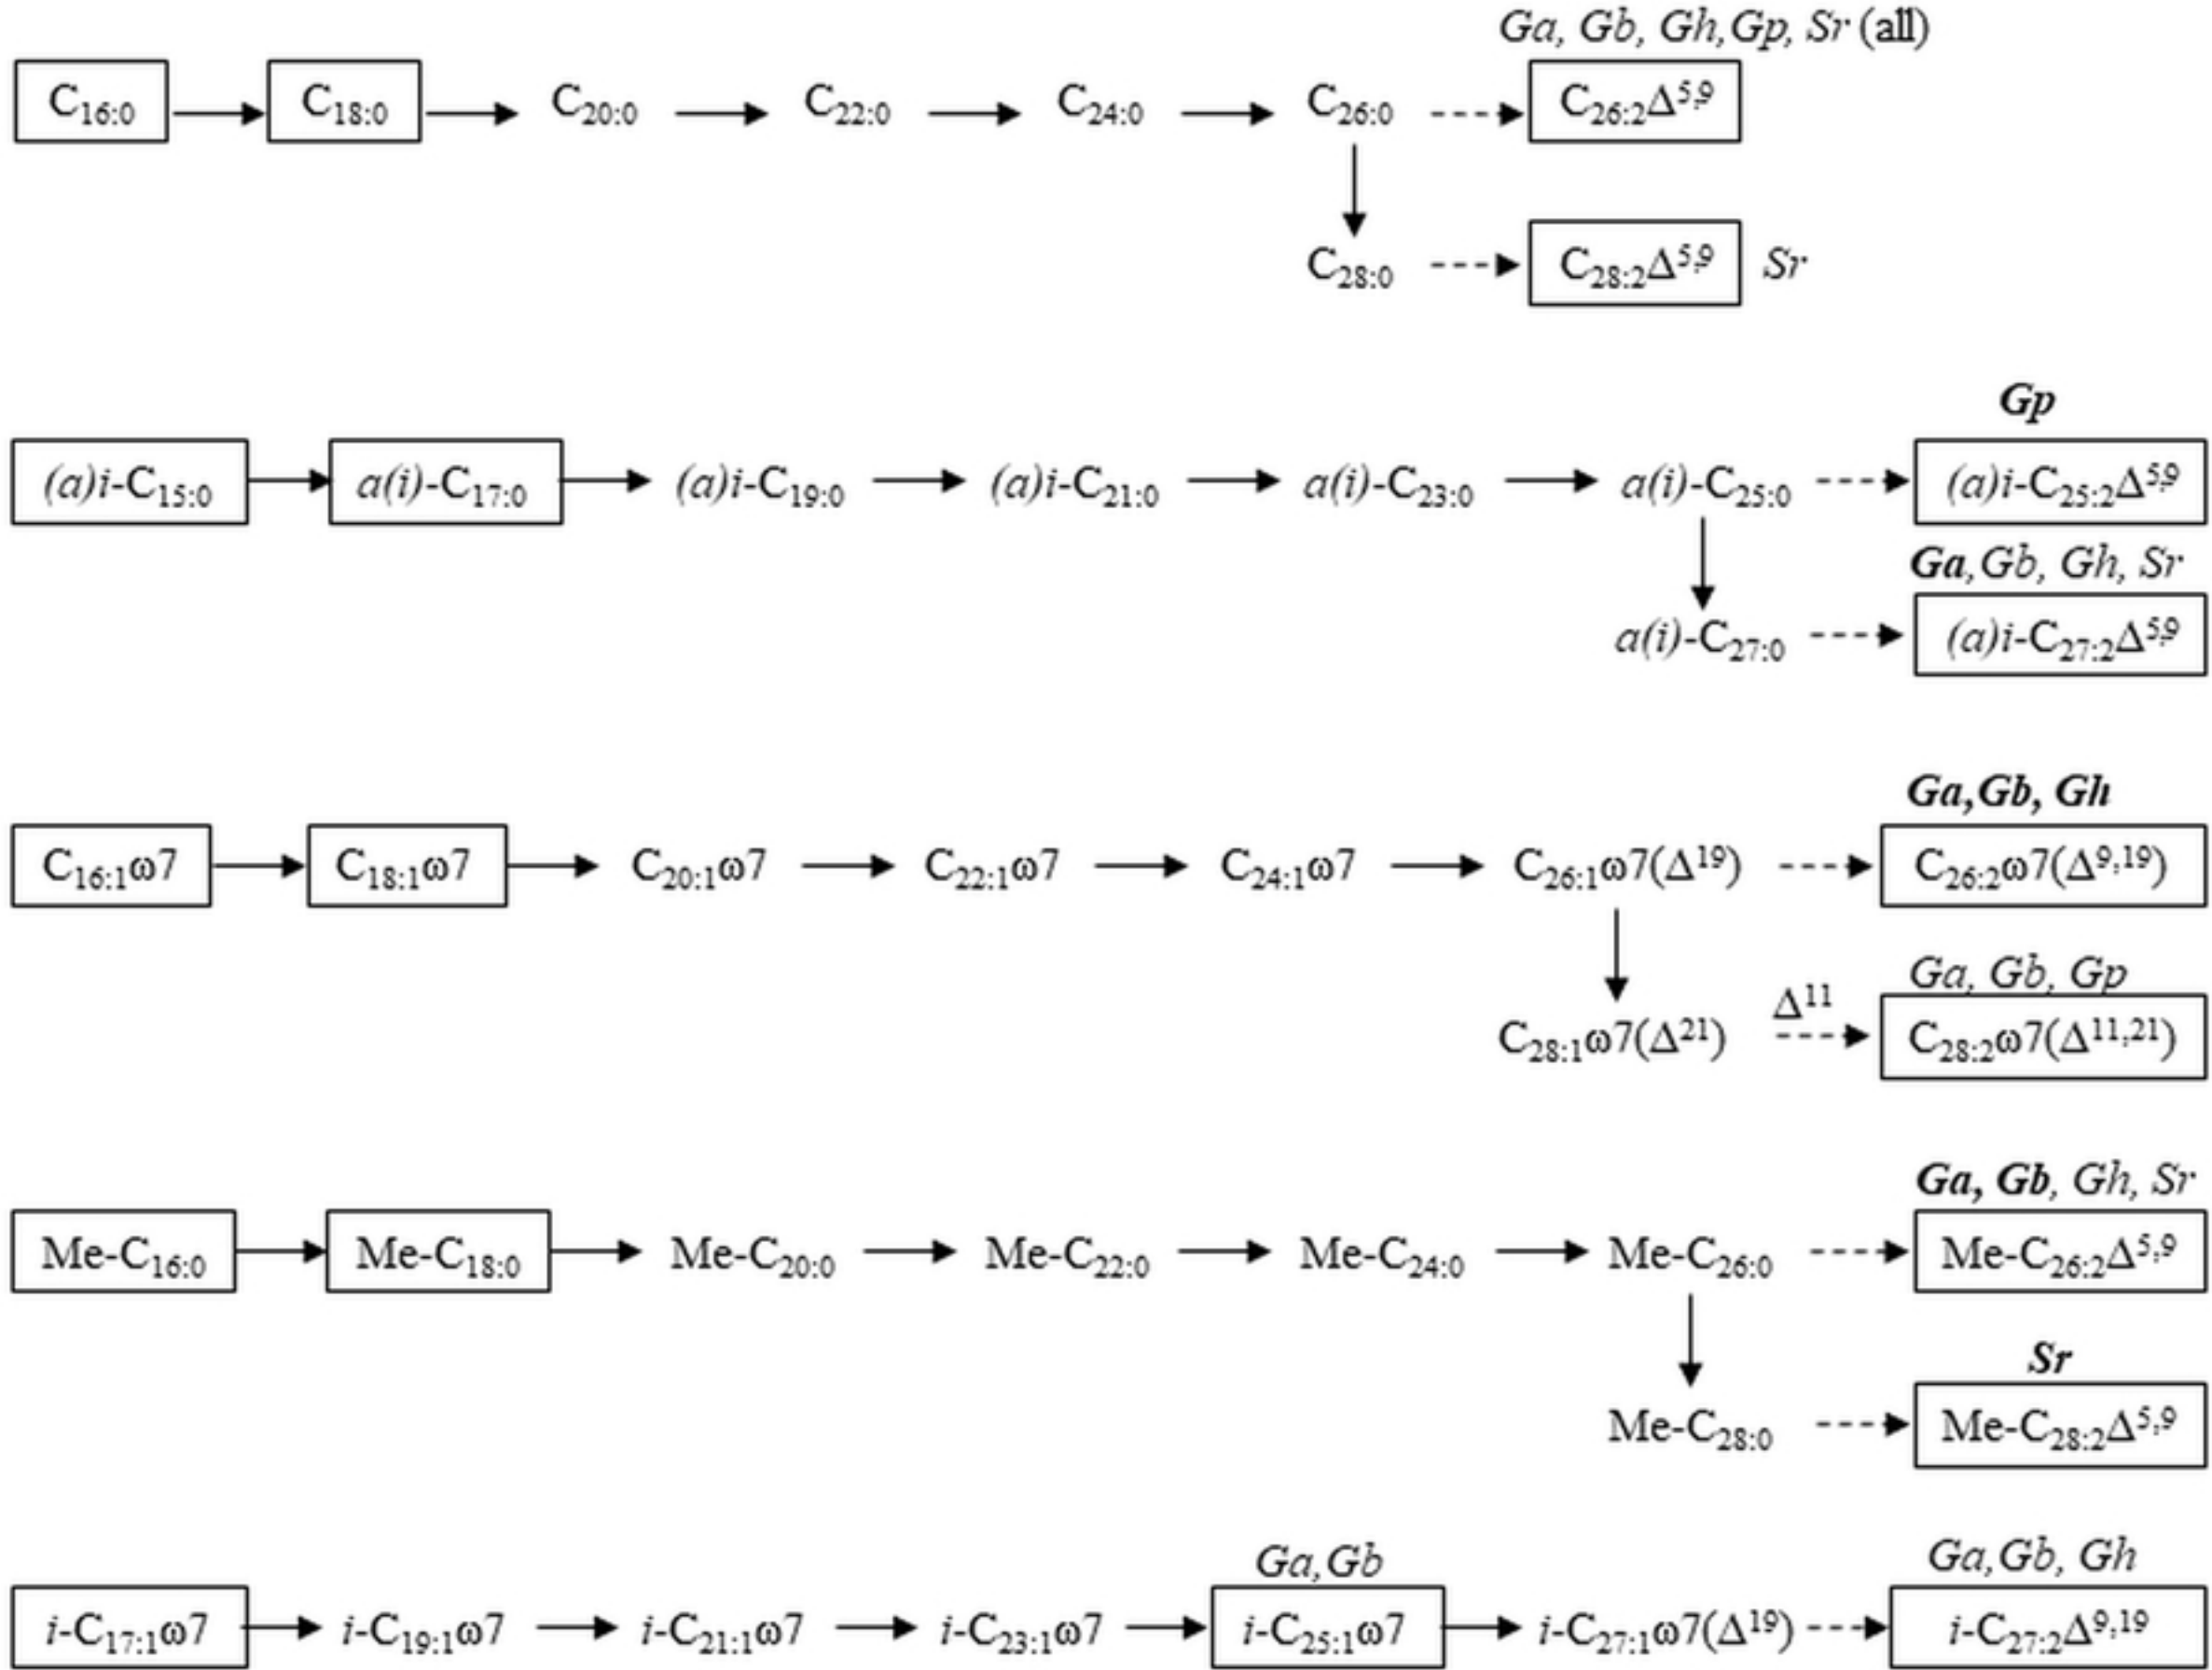 Ga, Gb, Gh, Gp, Sr (all)
C₁₆:₀ C₁₈:₀ C₂₀:₀ C₂₂:₀ C₂₄:₀ C₂₆:₀ C₂₆:₂Δ⁵,⁹
C₂₈:₀ C₂₈:₂Δ⁵,⁹ Sr
Gp
(a)i-C₁₅:₀ a(i)-C₁₇:₀ (a)i-C₁₉:₀ (a)i-C₂₁:₀ a(i)-C₂₃:₀ a(i)-C₂₅:₀ (a)i-C₂₅:₂Δ⁵,⁹
Ga, Gb, Gh, Sr
a(i)-C₂₇:₀ (a)i-C₂₇:₂Δ⁵,⁹
Ga, Gb, Gh
C₁₆:₁ω7 C₁₈:₁ω7 C₂₀:₁ω7 C₂₂:₁ω7 C₂₄:₁ω7 C₂₆:₁ω7(Δ¹⁹) C₂₆:₂ω7(Δ⁹,¹⁹)
Ga, Gb, Gp
C₂₈:₁ω7(Δ²¹) Δ¹¹ C₂₈:₂ω7(Δ¹¹,²¹)
Ga, Gb, Gh, Sr
Me-C₁₆:₀ Me-C₁₈:₀ Me-C₂₀:₀ Me-C₂₂:₀ Me-C₂₄:₀ Me-C₂₆:₀ Me-C₂₆:₂Δ⁵,⁹
Sr
Me-C₂₈:₀ Me-C₂₈:₂Δ⁵,⁹
Ga, Gb Ga, Gb, Gh
i-C₁₇:₁ω7 i-C₁₉:₁ω7 i-C₂₁:₁ω7 i-C₂₃:₁ω7 i-C₂₅:₁ω7 i-C₂₇:₁ω7(Δ¹⁹) i-C₂₇:₂Δ⁹,¹⁹